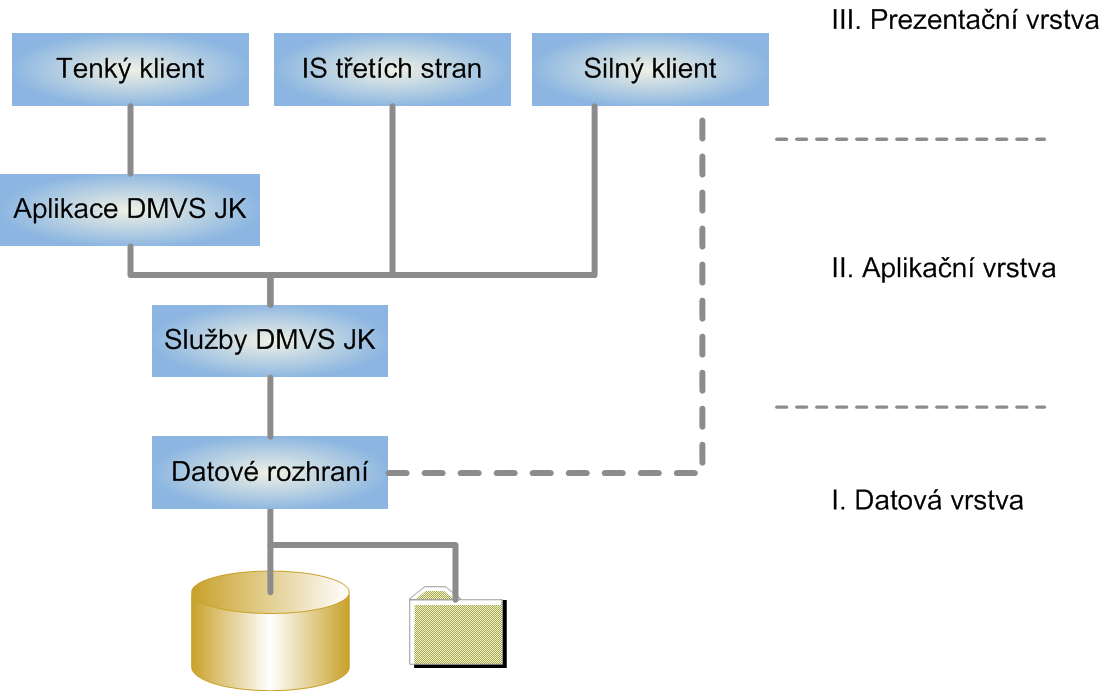 III. Prezentační vrstva
Tenký klient
IS třetích stran
Silný klient
Aplikace DMVS JK
II. Aplikační vrstva
Služby DMVS JK
Datové rozhraní
I. Datová vrstva